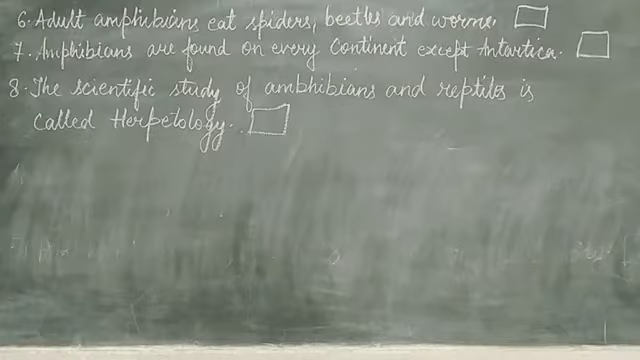 6. Adult amphibians eat spiders, beetles and worms.
7. Amphibians are found on every Continent except Antartica.
8. The scientific study of ambhibians and reptiles is
called Herpetology.